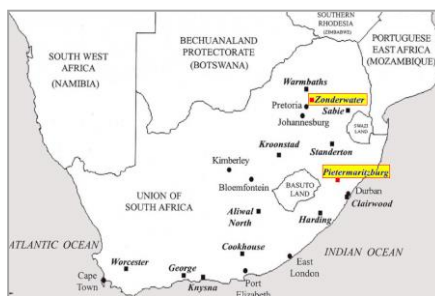 SOUTHERN
RHODESIA
(ZIMBABWE)
SOUTH WEST
AFRICA
(NAMIBIA)
BECHUANALAND
PROTECTORATE
(BOTSWANA)
PORTUGUESE
EAST AFRICA
(MOZAMBIQUE)
Warmbaths
Zonderwater
Pretoria
Sabie
Johannesburg
SWAZI
LAND
Kroonstad
Standerton
Kimberley
Pietermaritzburg
Bloemfontein
BASUTO
LAND
Durban
Clairwood
UNION OF
SOUTH AFRICA
Aliwal
North
Harding
ATLANTIC OCEAN
Cookhouse
INDIAN OCEAN
Worcester
George
East
London
Cape
Town
Knysna
Port
Elizabeth